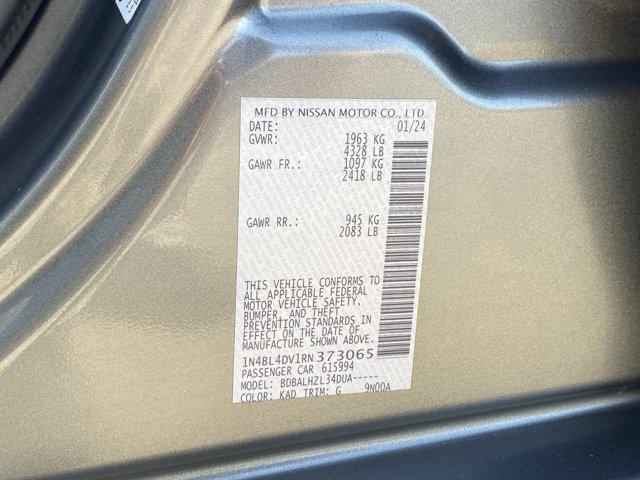 MFD BY NISSAN MOTOR CO., LTD
DATE: 01/24
GVWR: 1963 KG
4328 LB
GAWR FR.: 1097 KG
2418 LB
GAWR RR.: 945 KG
2083 LB
THIS VEHICLE CONFORMS TO
ALL APPLICABLE FEDERAL
MOTOR VEHICLE SAFETY,
BUMPER, AND THEFT
PREVENTION STANDARDS IN
EFFECT ON THE DATE OF
MANUFACTURE SHOWN ABOVE.
1N4BL4DV1RN373065
PASSENGER CAR 615994
MODEL: BDBALHZL34DUA-----
COLOR: KAD TRIM: G 9N00A